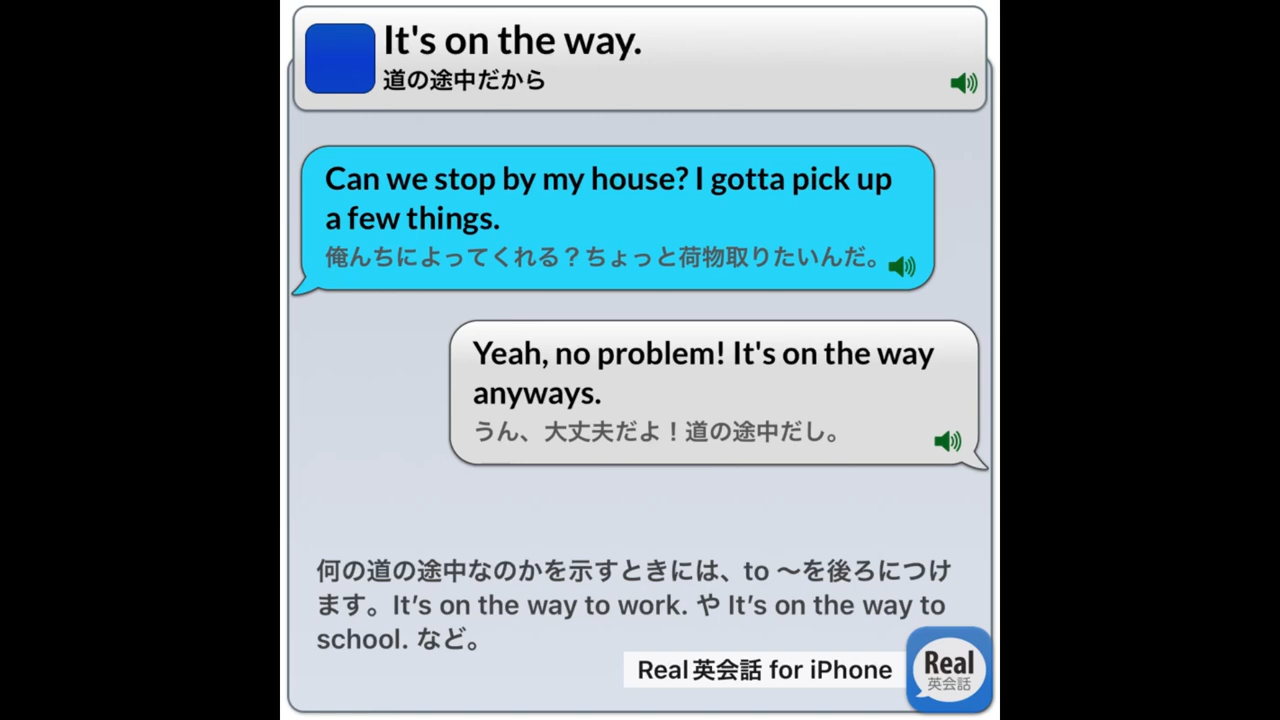 It's on the way.
道の途中だから
Can we stop by my house? I gotta pick up
a few things.
俺んちによってくれる？ちょっと荷物取りたいんだ。
Yeah, no problem! It's on the way
anyways.
うん、大丈夫だよ！道の途中だし。
何の道の途中なのかを示すときには、to 〜を後ろにつけ
ます。It’s on the way to work. や It’s on the way to
school. など。
Real英会話 for iPhone
Real
英会話